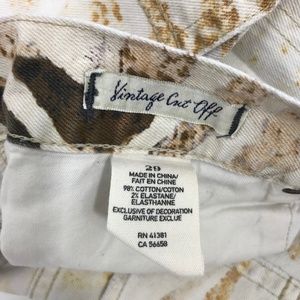 Vintage Cut Off
29
MADE IN CHINA/
FAIT EN CHINE
98% COTTON/COTON
2% ELASTANE/
ELASTHANNE
EXCLUSIVE OF DECORATION
GARNITURE EXCLUE
RN 41381
CA 56658